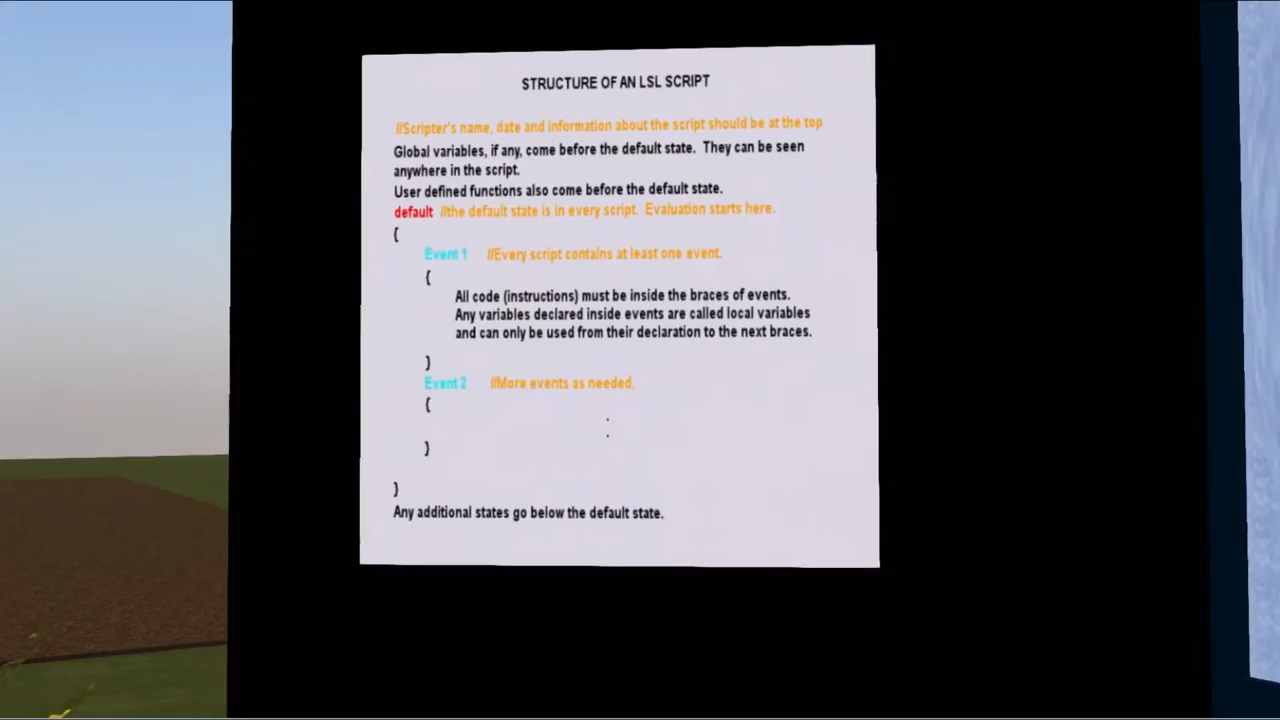 STRUCTURE OF AN LSL SCRIPT
//Scripter's name, date and information about the script should be at the top
Global variables, if any, come before the default state. They can be seen
anywhere in the script.
User defined functions also come before the default state.
default //the default state is in every script. Evaluation starts here.
{
Event 1 //Every script contains at least one event.
{
All code (instructions) must be inside the braces of events.
Any variables declared inside events are called local variables
and can only be used from their declaration to the next braces.
}
Event 2 //More events as needed.
{
.
.
}
}
Any additional states go below the default state.